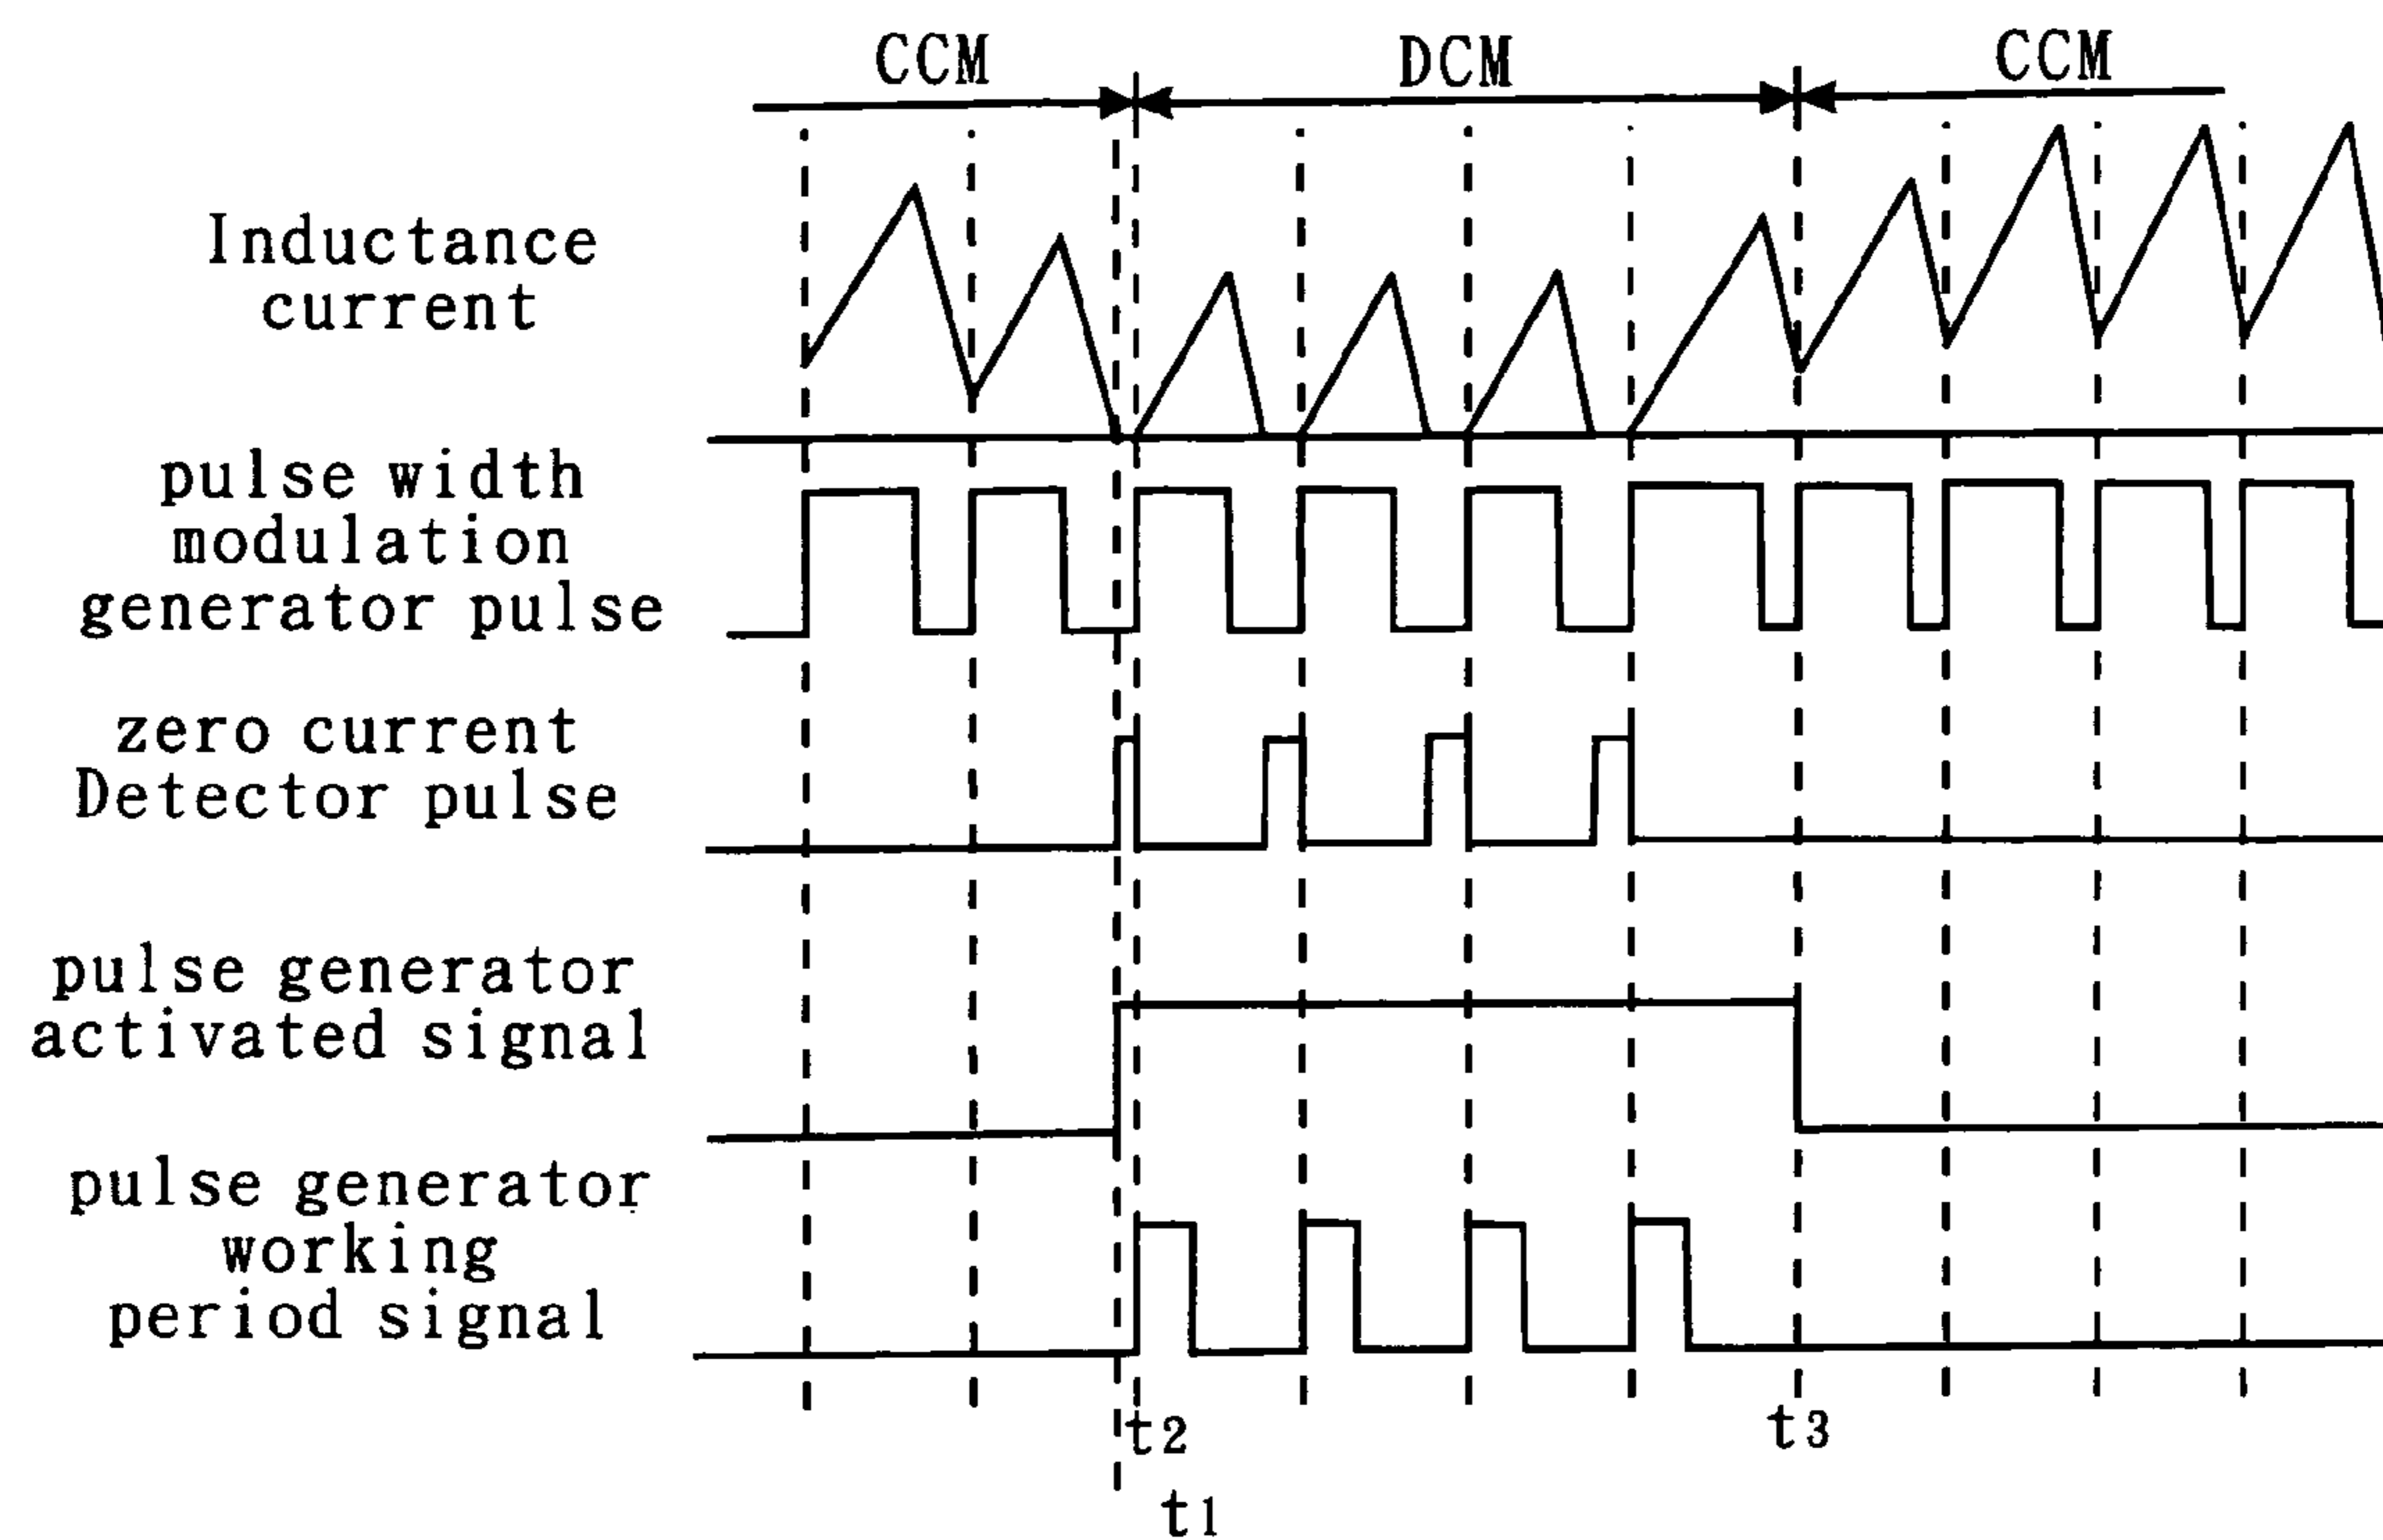 CCM
DCM
CCM
Inductance
current
pulse width
modulation
generator pulse
zero current
Detector pulse
pulse generator
activated signal
pulse generator
working
period signal
t2
t3
t1